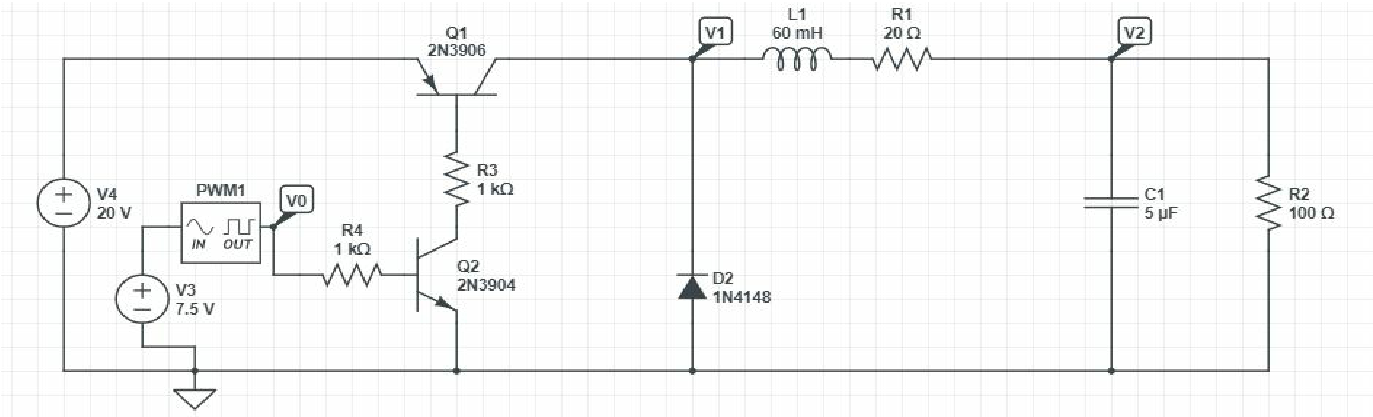 Q1
2N3906
V1
L1
60 mH
R1
20 Ω
V2
R3
1 kΩ
V4
20 V
PWM1
IN OUT
V0
R4
1 kΩ
C1
5 µF
R2
100 Ω
V3
7.5 V
Q2
2N3904
D2
1N4148